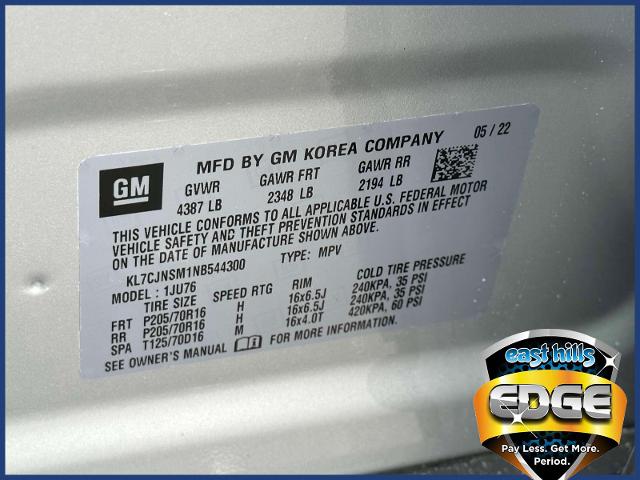 GM
MFD BY GM KOREA COMPANY 05/22
GVWR GAWR FRT GAWR RR
4387 LB 2348 LB 2194 LB
THIS VEHICLE CONFORMS TO ALL APPLICABLE U.S. FEDERAL MOTOR
VEHICLE SAFETY AND THEFT PREVENTION STANDARDS IN EFFECT
ON THE DATE OF MANUFACTURE SHOWN ABOVE.
KL7CJNSM1NB544300 TYPE: MPV
MODEL: 1JU76
TIRE SIZE SPEED RTG RIM COLD TIRE PRESSURE
FRT P205/70R16 H 16x6.5J 240KPA, 35 PSI
RR P205/70R16 H 16x6.5J 240KPA, 35 PSI
SPA T125/70D16 M 16x4.0T 420KPA, 60 PSI
SEE OWNER'S MANUAL FOR MORE INFORMATION.
east hills
EDGE
Pay Less. Get More.
Period.